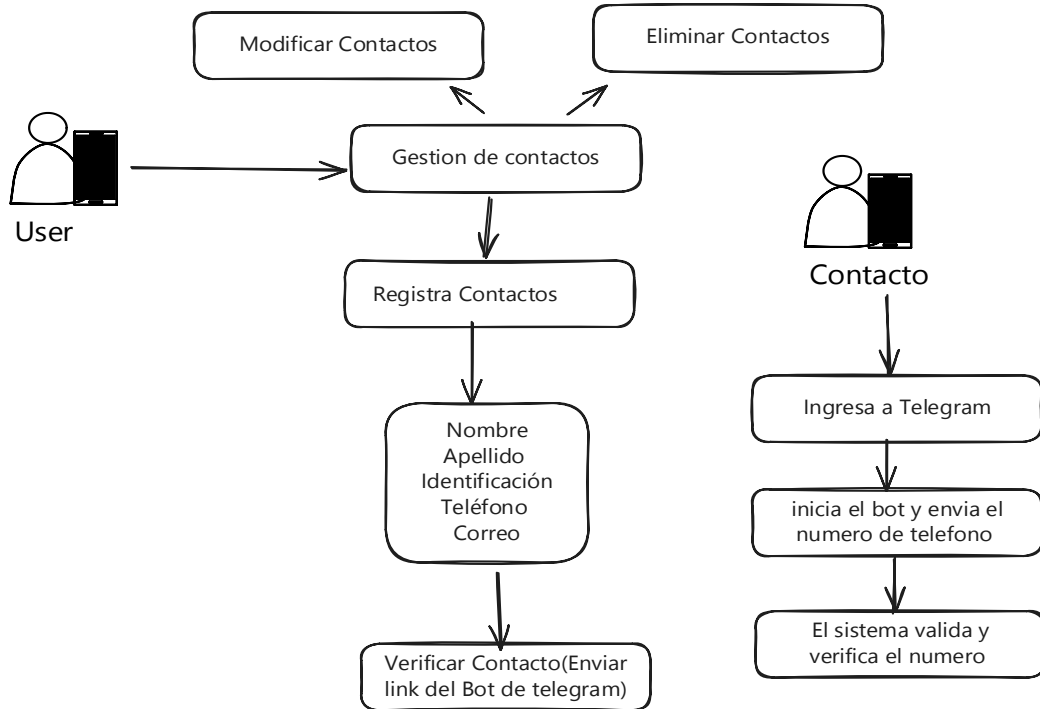 Modificar Contactos
Eliminar Contactos
Gestion de contactos
User
Registra Contactos
Nombre
Apellido
Identificación
Teléfono
Correo
Verificar Contacto(Enviar
link del Bot de telegram)
Contacto
Ingresa a Telegram
inicia el bot y envia el
numero de telefono
El sistema valida y
verifica el numero